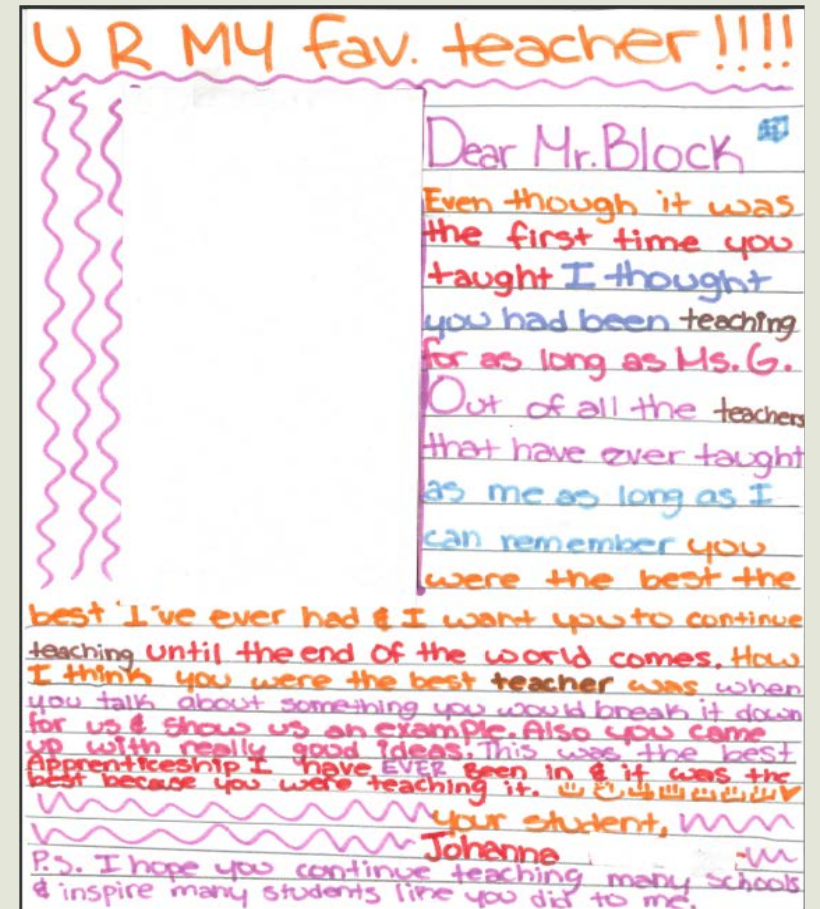 U R MY fav. teacher!!!!
Dear Mr. Block
Even though it was
the first time you
taught I thought
you had been teaching
for as long as Ms. G.
Out of all the teachers
that have ever taught
as me as long as I
can remember you
were the best the
best I've ever had & I want you to continue
teaching until the end of the world comes. How
I think you were the best teacher was when
you talk about something you would break it down
for us & show us an example. Also you came
up with really good ideas. This was the best
Apprenticeship I have EVER been in & it was the
best because you were teaching it.
your student,
Johanna
P.S. I hope you continue teaching many schools
& inspire many students like you did to me.